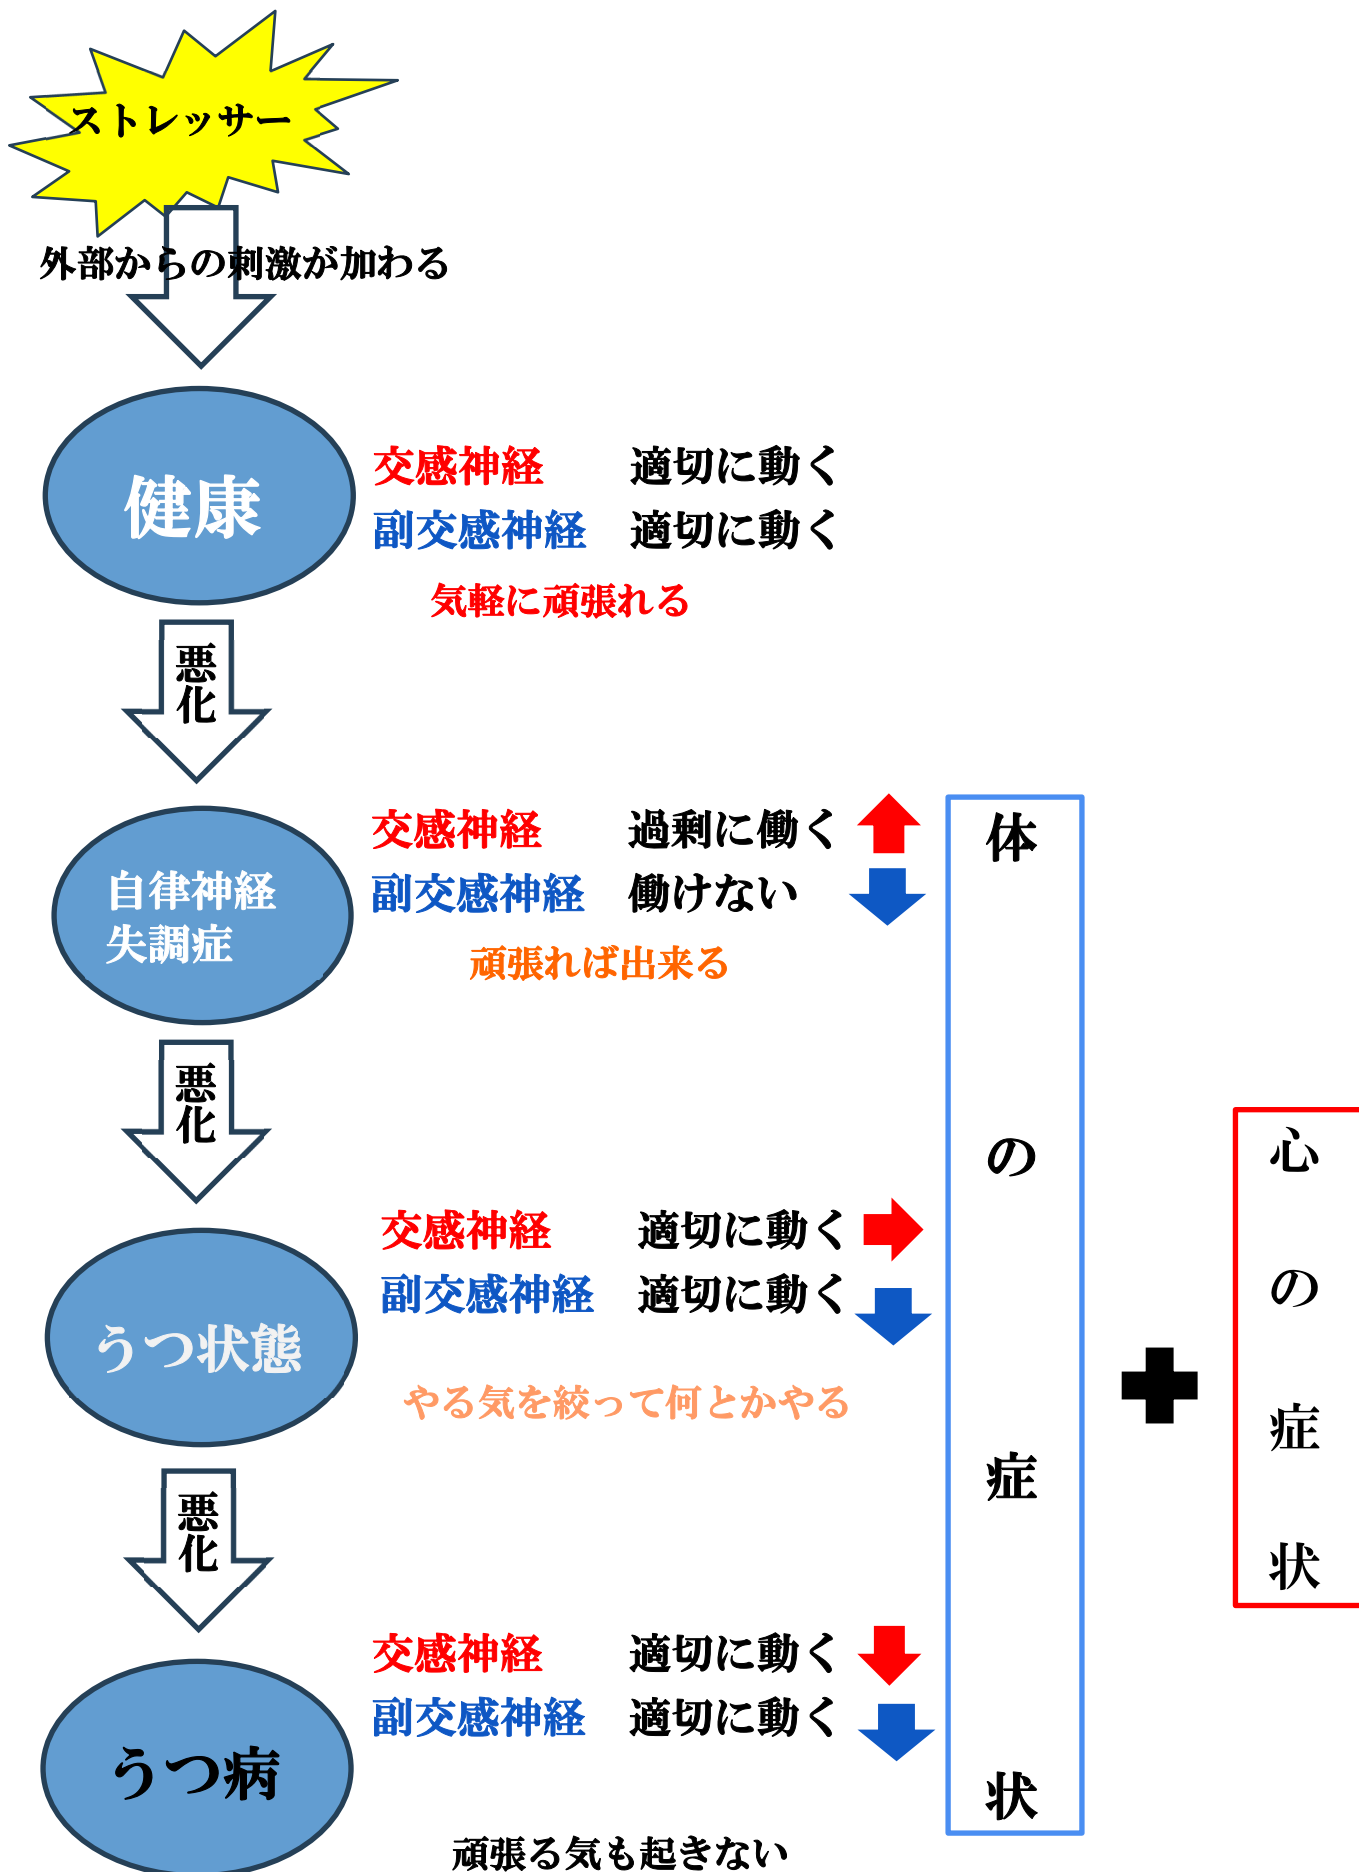 ストレッサー
外部からの刺激が加わる
健康
交感神経 適切に動く
副交感神経 適切に動く
気軽に頑張れる
悪化
自律神経
失調症
交感神経 過剰に働く
副交感神経 働けない
頑張れば出来る
悪化
うつ状態
交感神経 適切に動く
副交感神経 適切に動く
やる気を絞って何とかやる
悪化
うつ病
交感神経 適切に動く
副交感神経 適切に動く
頑張る気も起きない
体の症状
心の症状